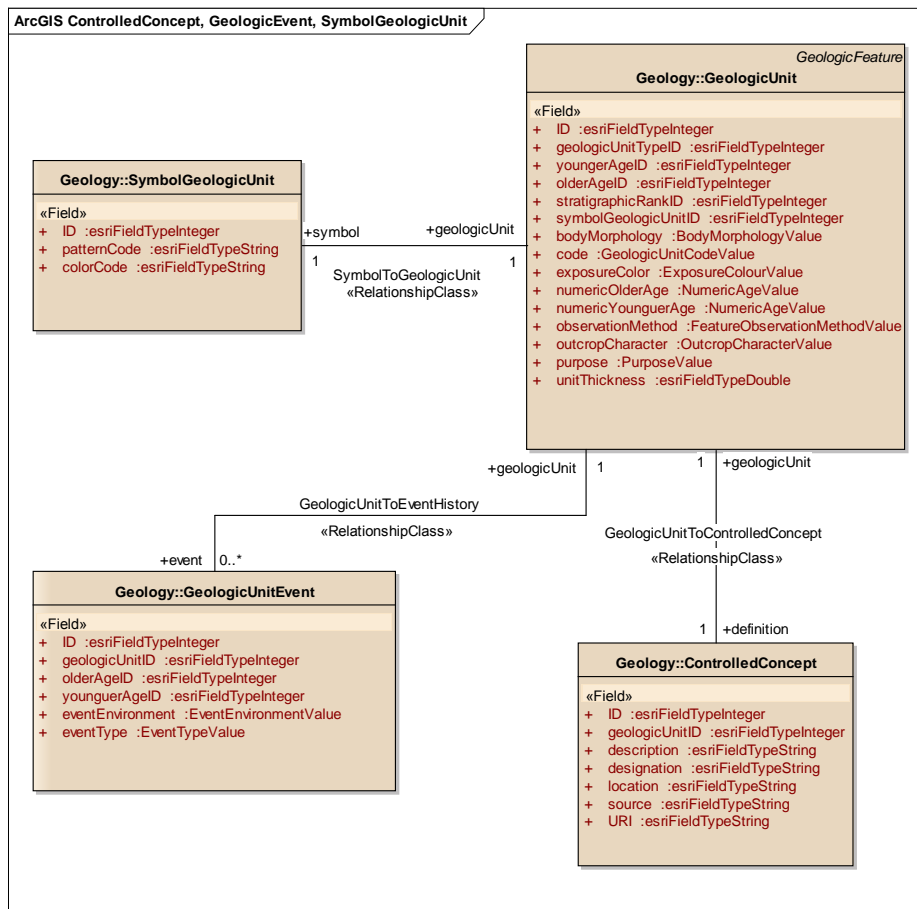 ArcGIS ControlledConcept, GeologicEvent, SymbolGeologicUnit
GeologicFeature
Geology::GeologicUnit
«Field»
+ ID :esriFieldTypeInteger
+ geologicUnitTypeID :esriFieldTypeInteger
+ youngerAgeID :esriFieldTypeInteger
+ olderAgeID :esriFieldTypeInteger
+ stratigraphicRankID :esriFieldTypeInteger
+ symbolGeologicUnitID :esriFieldTypeInteger
+ bodyMorphology :BodyMorphologyValue
+ code :GeologicUnitCodeValue
+ exposureColor :ExposureColourValue
+ numericOlderAge :NumericAgeValue
+ numericYounguerAge :NumericAgeValue
+ observationMethod :FeatureObservationMethodValue
+ outcropCharacter :OutcropCharacterValue
+ purpose :PurposeValue
+ unitThickness :esriFieldTypeDouble
Geology::SymbolGeologicUnit
«Field»
+ ID :esriFieldTypeInteger
+ patternCode :esriFieldTypeString
+ colorCode :esriFieldTypeString
+symbol
+geologicUnit
1
SymbolToGeologicUnit
1
«RelationshipClass»
+geologicUnit
1
1
+geologicUnit
GeologicUnitToEventHistory
«RelationshipClass»
GeologicUnitToControlledConcept
«RelationshipClass»
+event
0..*
Geology::GeologicUnitEvent
«Field»
+ ID :esriFieldTypeInteger
+ geologicUnitID :esriFieldTypeInteger
+ olderAgeID :esriFieldTypeInteger
+ younguerAgeID :esriFieldTypeInteger
+ eventEnvironment :EventEnvironmentValue
+ eventType :EventTypeValue
1
+definition
Geology::ControlledConcept
«Field»
+ ID :esriFieldTypeInteger
+ geologicUnitID :esriFieldTypeInteger
+ description :esriFieldTypeString
+ designation :esriFieldTypeString
+ location :esriFieldTypeString
+ source :esriFieldTypeString
+ URI :esriFieldTypeString